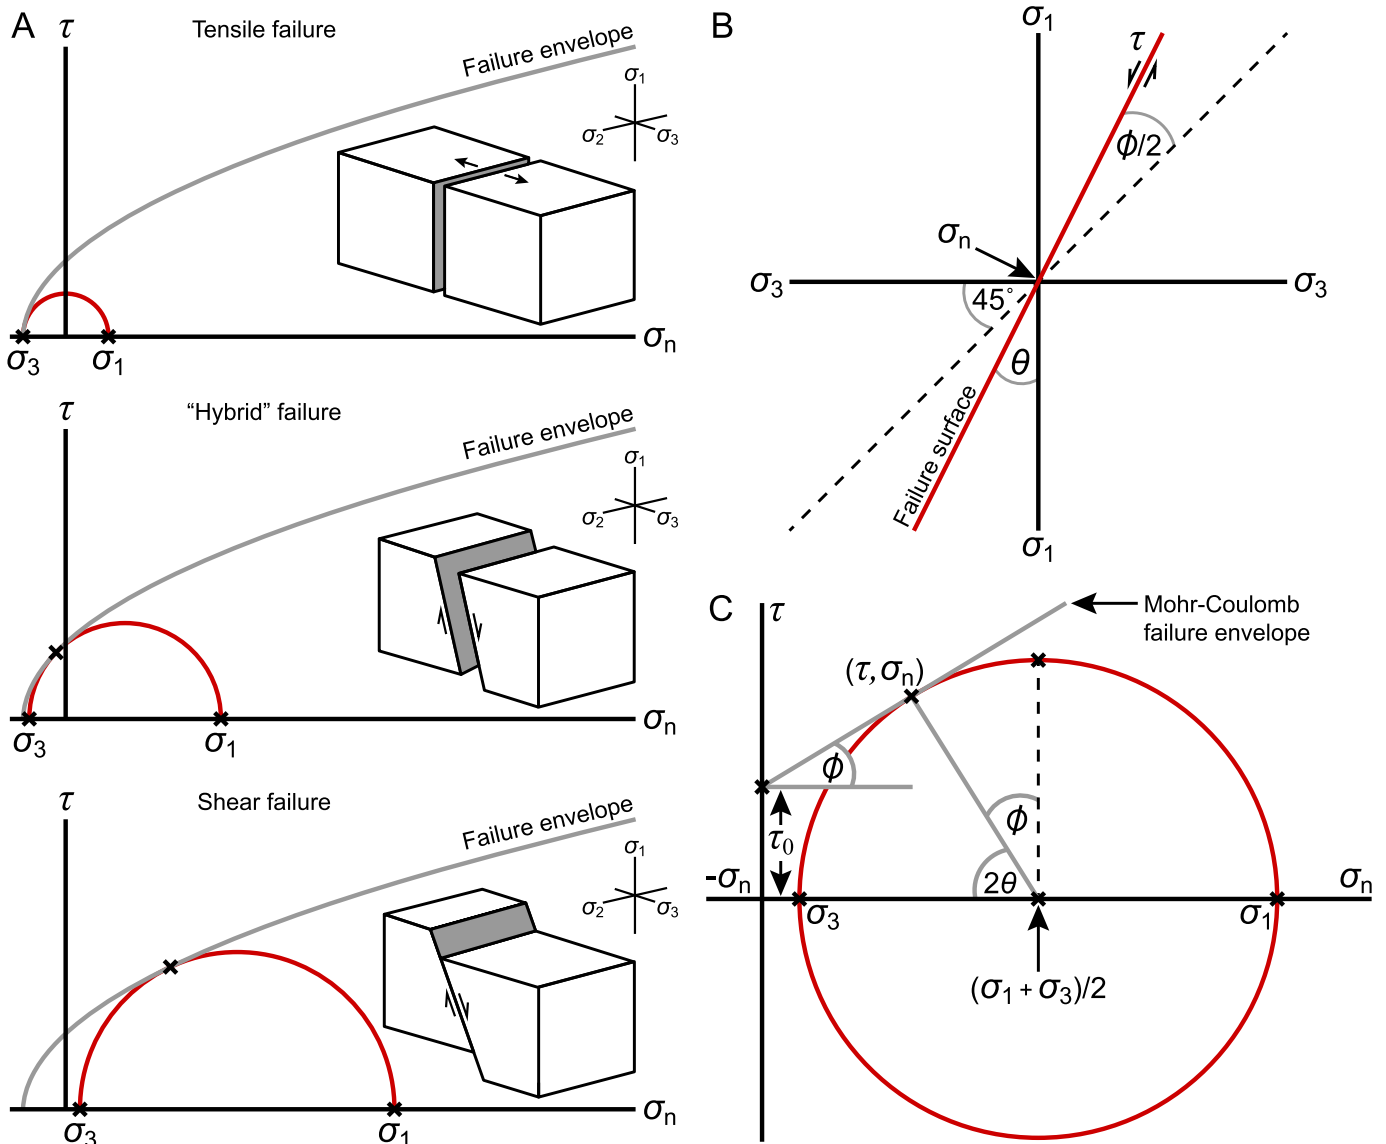 A
τ
Tensile failure
Failure envelope
σ1
σ2
σ3
σ3
σ1
σn
τ
“Hybrid” failure
Failure envelope
σ1
σ2
σ3
σ3
σ1
σn
τ
Shear failure
Failure envelope
σ1
σ2
σ3
σ3
σ1
σn
B
σ1
τ
ϕ/2
σn
σ3
σ3
45°
θ
Failure surface
σ1
C
τ
Mohr-Coulomb
failure envelope
(τ, σn)
ϕ
ϕ
τ0
2θ
-σn
σn
σ3
σ1
(σ1 + σ3)/2